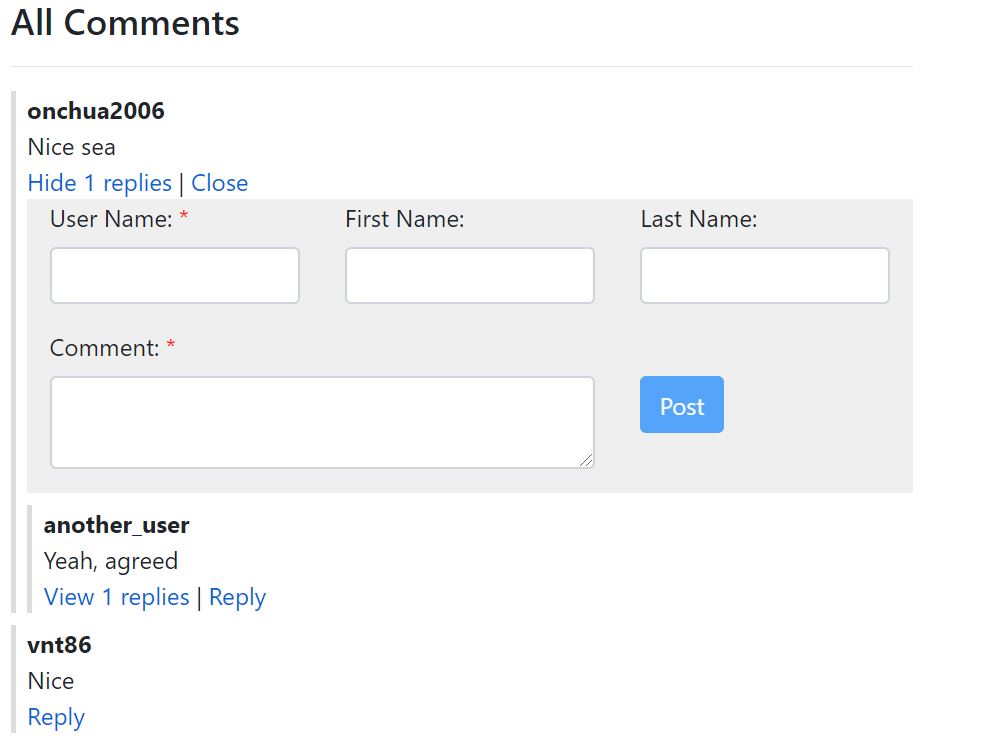 All Comments
onchua2006
Nice sea
Hide 1 replies | Close
User Name: * First Name: Last Name:
Comment: *
Post
another_user
Yeah, agreed
View 1 replies | Reply
vnt86
Nice
Reply